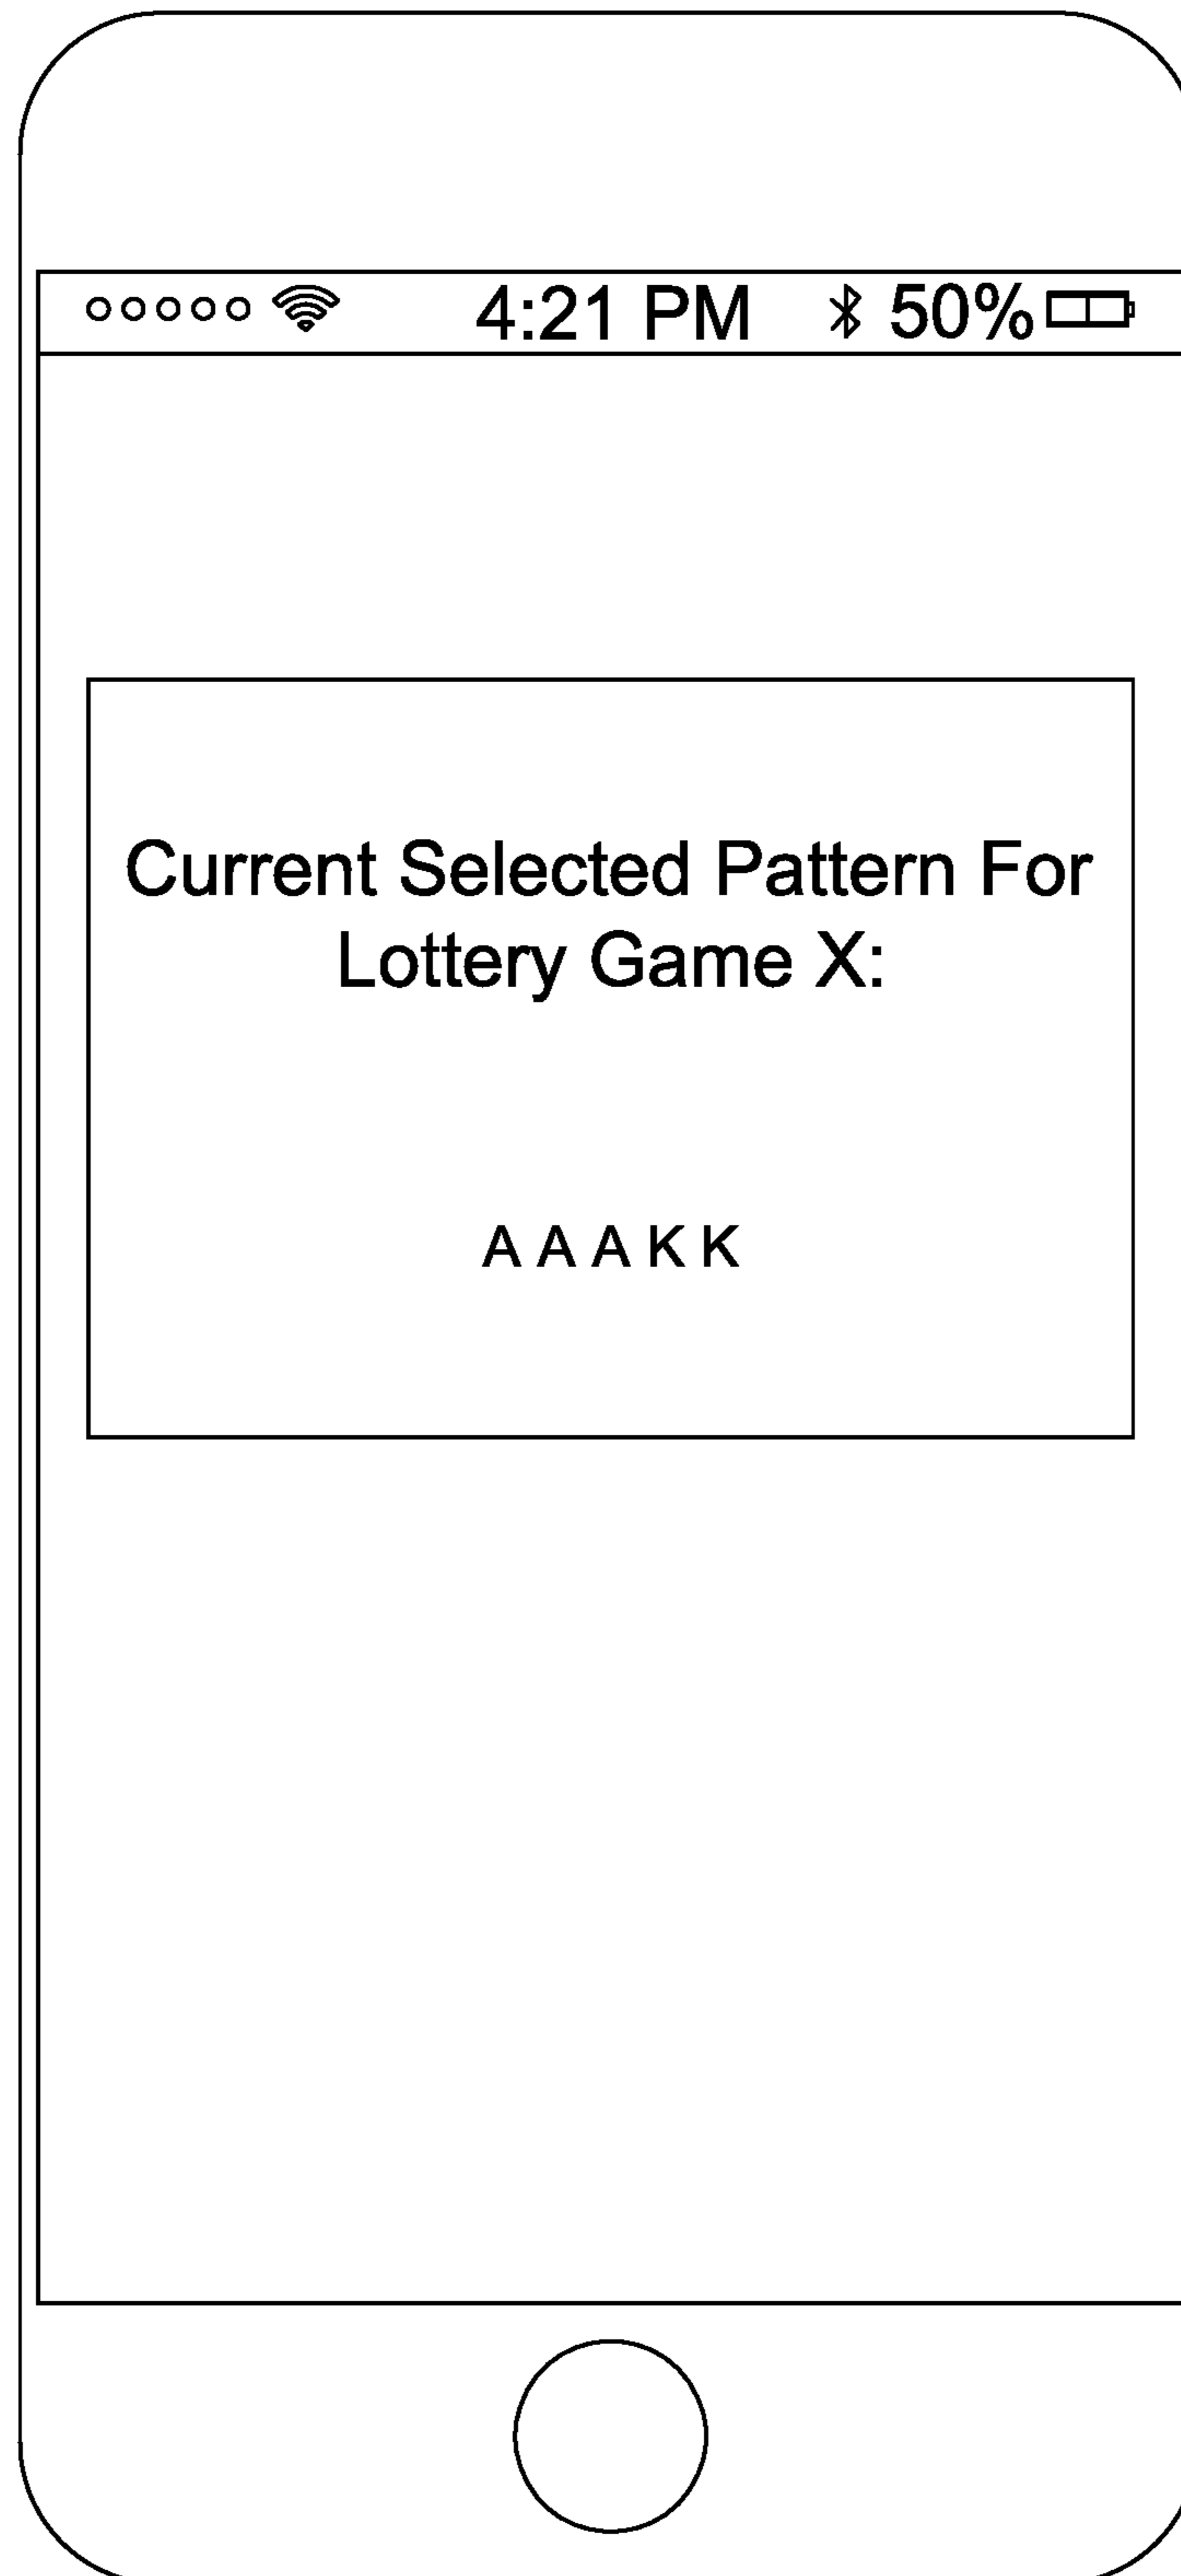 4:21 PM 50%
Current Selected Pattern For
Lottery Game X:
A A A K K